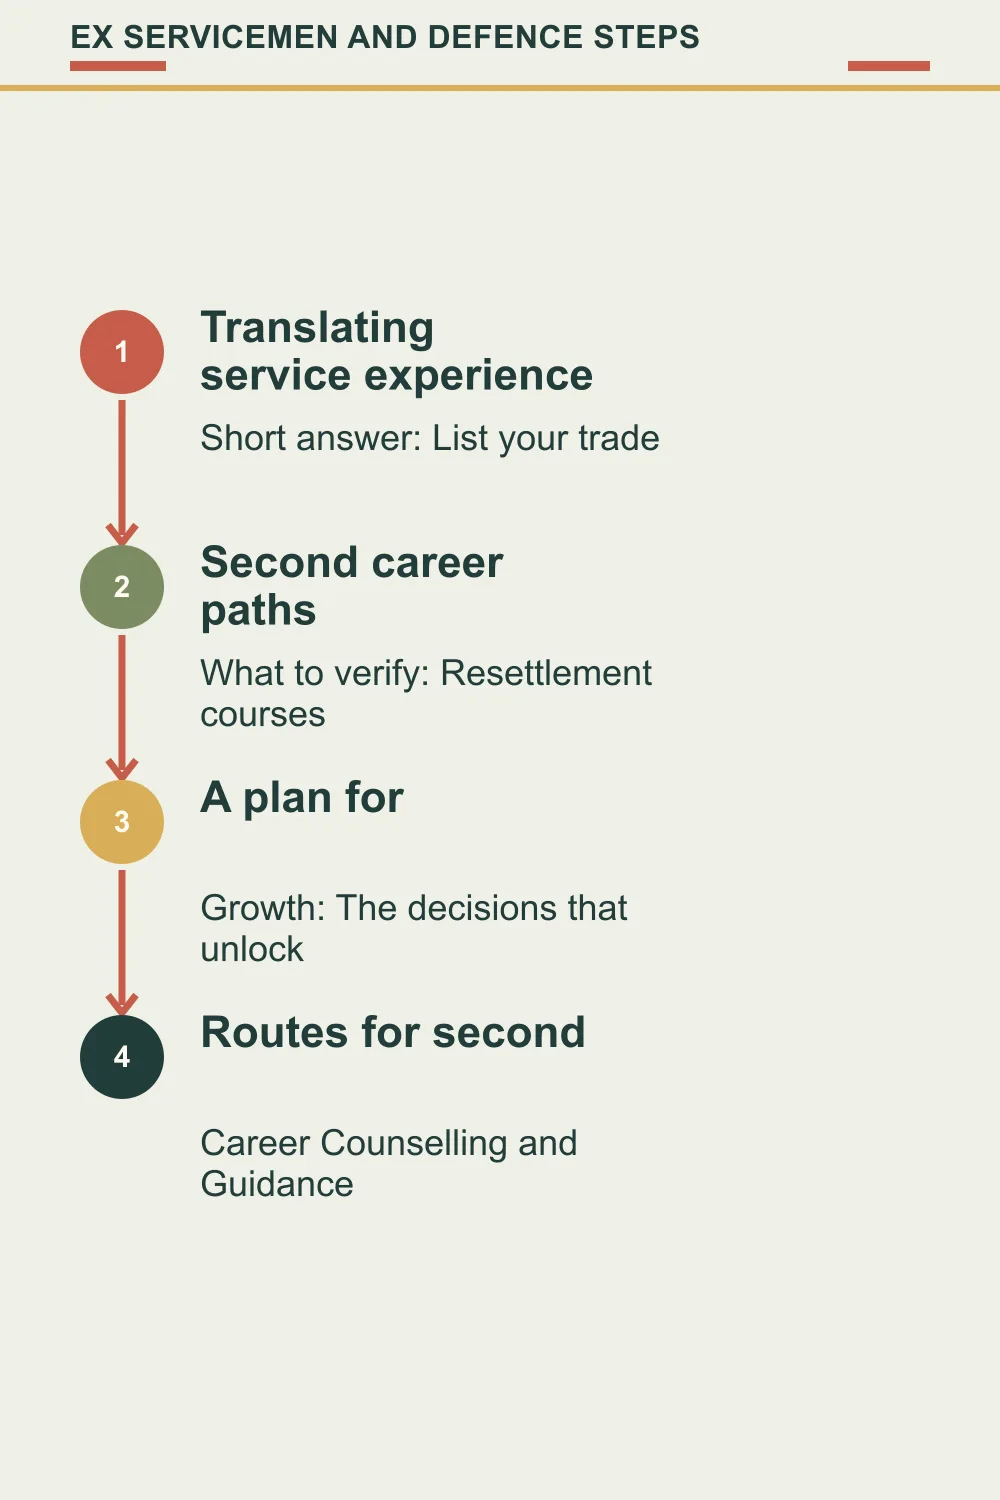 EX SERVICEMEN AND DEFENCE STEPS
1
Translating
service experience
Short answer: List your trade
2
Second career
paths
What to verify: Resettlement
courses
3
A plan for
Growth: The decisions that
unlock
4
Routes for second
Career Counselling and
Guidance